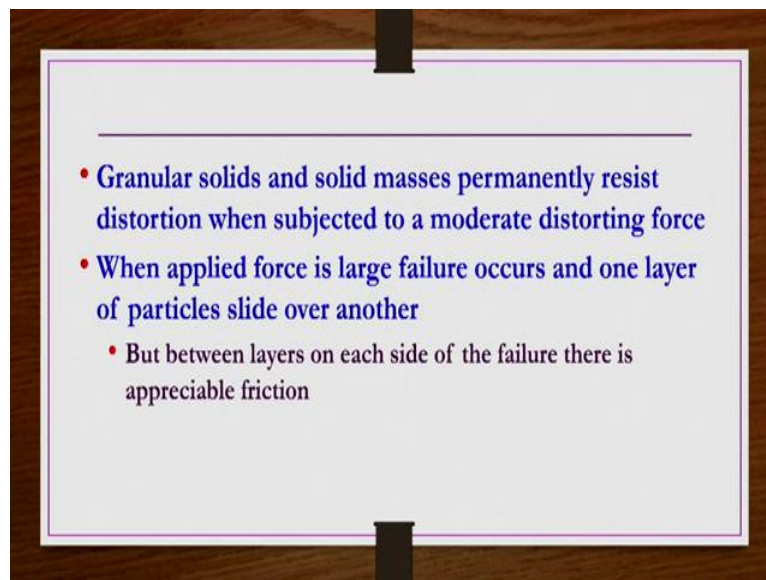 • Granular solids and solid masses permanently resist
distortion when subjected to a moderate distorting force
• When applied force is large failure occurs and one layer
of particles slide over another
• But between layers on each side of the failure there is
appreciable friction